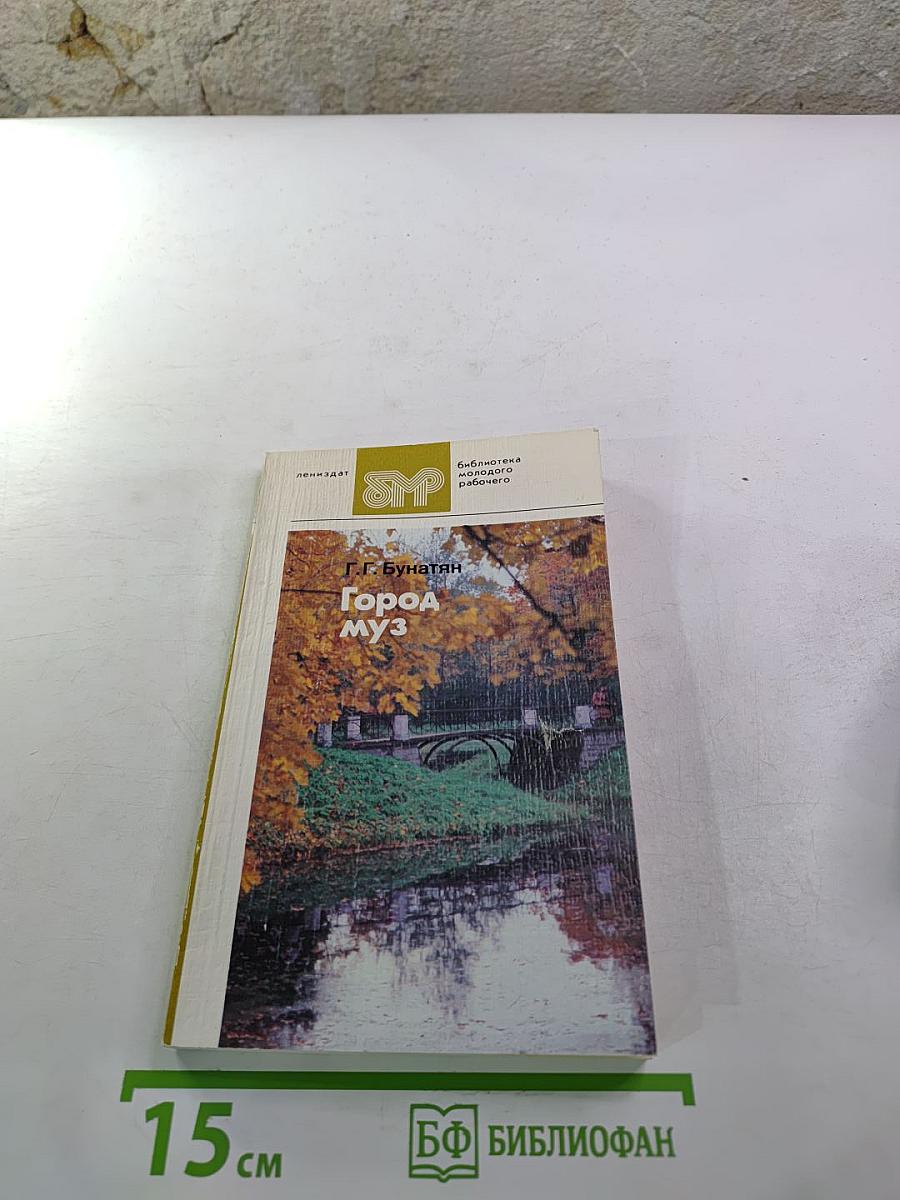 лениздат
бмр
библиотека
молодого
рабочего
Г.Г. Бунатян
Город
муз
15 см
БФ БИБЛИОФАН